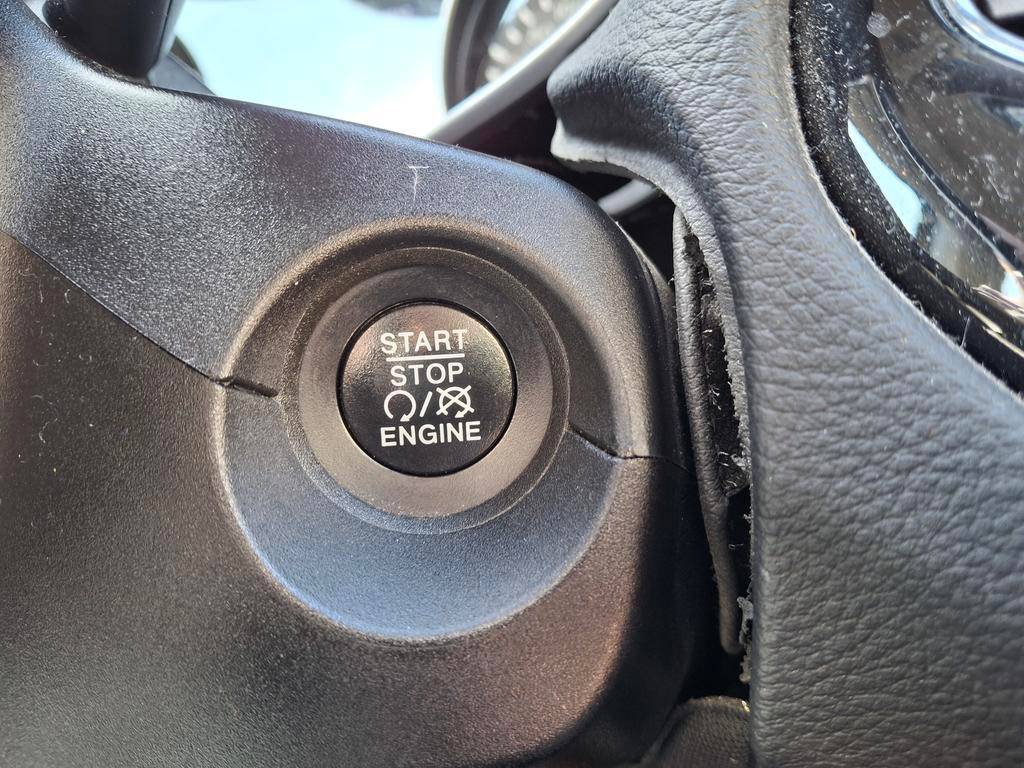 START
STOP
/
ENGINE